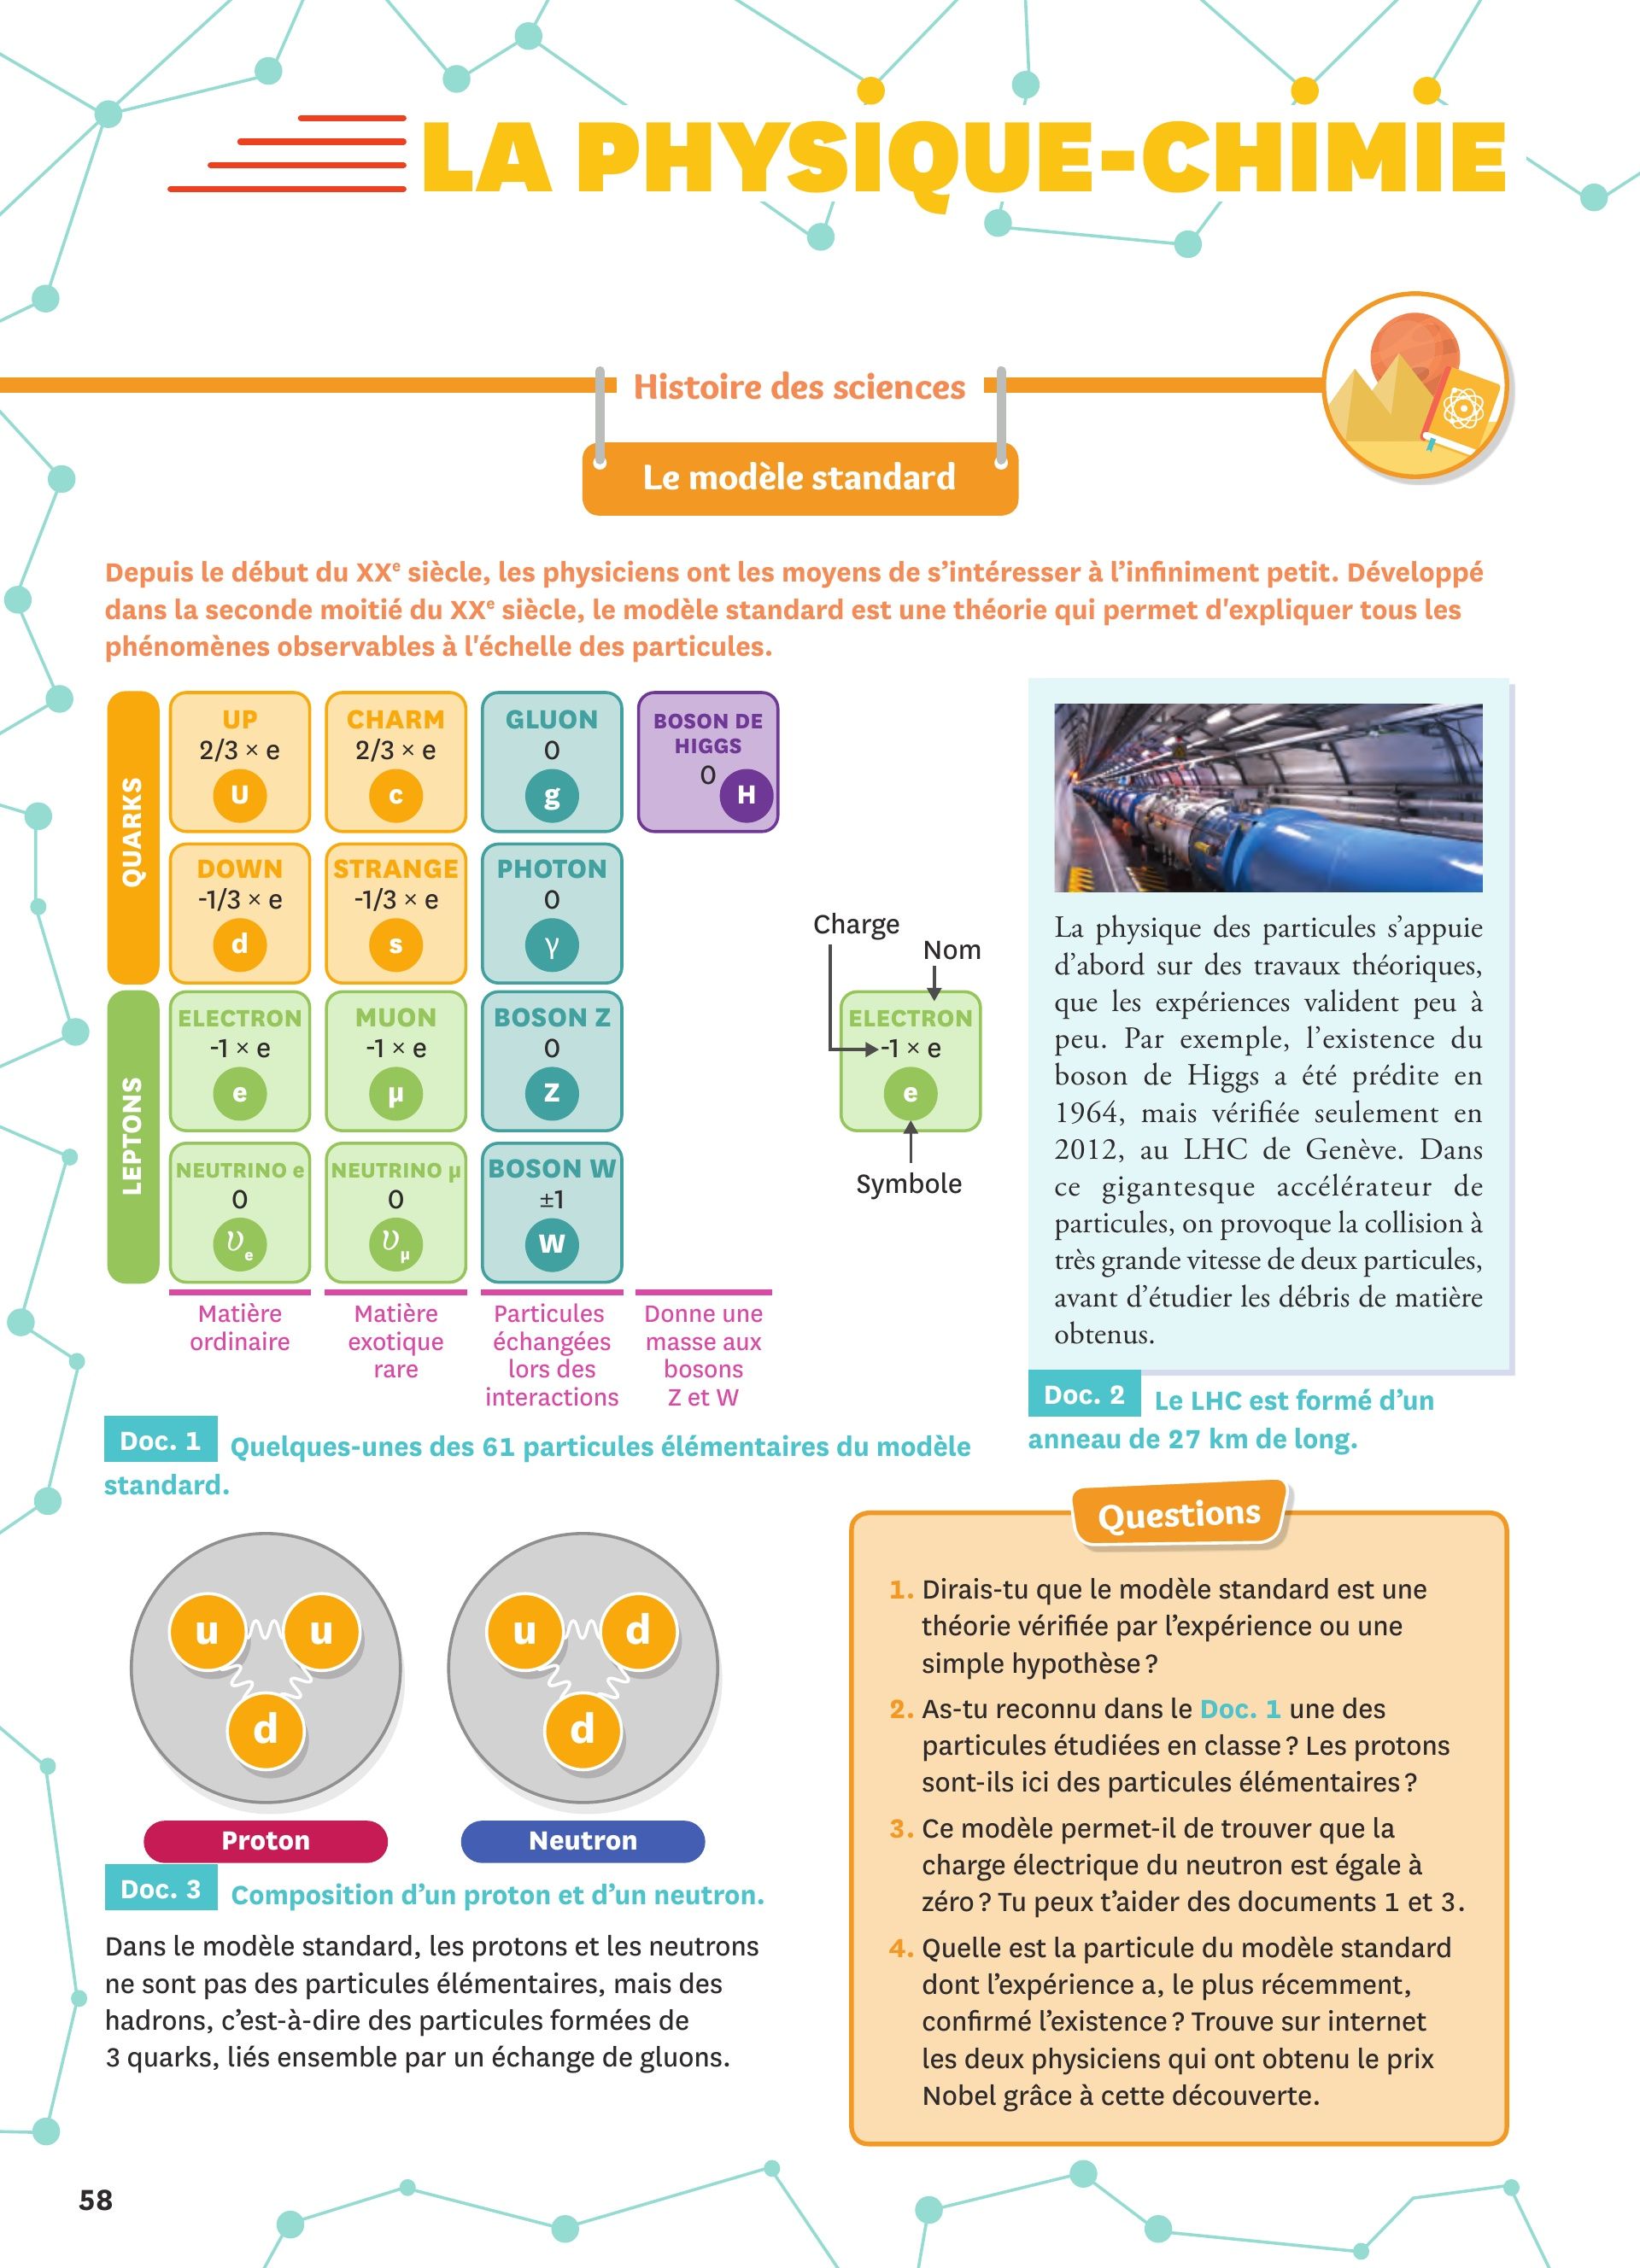 LA PHYSIQUE-CHIMIE
Histoire des sciences
Le modèle standard
Depuis le début du XXe siècle, les physiciens ont les moyens de s’intéresser à l’infiniment petit. Développé
dans la seconde moitié du XXe siècle, le modèle standard est une théorie qui permet d'expliquer tous les
phénomènes observables à l'échelle des particules.
QUARKS
UP
2/3 × e
U
CHARM
2/3 × e
c
GLUON
0
g
BOSON DE
HIGGS
0
H
DOWN
-1/3 × e
d
STRANGE
-1/3 × e
s
PHOTON
0
γ
LEPTONS
ELECTRON
-1 × e
e
MUON
-1 × e
μ
BOSON Z
0
Z
NEUTRINO e
0
υe
NEUTRINO μ
0
υμ
BOSON W
±1
W
Matière
ordinaire
Matière
exotique
rare
Particules
échangées
lors des
interactions
Donne une
masse aux
bosons
Z et W
Charge
Nom
ELECTRON
-1 × e
e
Symbole
Doc. 1 Quelques-unes des 61 particules élémentaires du modèle
standard.
La physique des particules s’appuie
d’abord sur des travaux théoriques,
que les expériences valident peu à
peu. Par exemple, l’existence du
boson de Higgs a été prédite en
1964, mais vérifiée seulement en
2012, au LHC de Genève. Dans
ce gigantesque accélérateur de
particules, on provoque la collision à
très grande vitesse de deux particules,
avant d’étudier les débris de matière
obtenus.
Doc. 2 Le LHC est formé d’un
anneau de 27 km de long.
u
u
d
Proton
u
d
d
Neutron
Doc. 3 Composition d’un proton et d’un neutron.
Dans le modèle standard, les protons et les neutrons
ne sont pas des particules élémentaires, mais des
hadrons, c’est-à-dire des particules formées de
3 quarks, liés ensemble par un échange de gluons.
Questions
1. Dirais-tu que le modèle standard est une
théorie vérifiée par l’expérience ou une
simple hypothèse ?
2. As-tu reconnu dans le Doc. 1 une des
particules étudiées en classe ? Les protons
sont-ils ici des particules élémentaires ?
3. Ce modèle permet-il de trouver que la
charge électrique du neutron est égale à
zéro ? Tu peux t’aider des documents 1 et 3.
4. Quelle est la particule du modèle standard
dont l’expérience a, le plus récemment,
confirmé l’existence ? Trouve sur internet
les deux physiciens qui ont obtenu le prix
Nobel grâce à cette découverte.
58